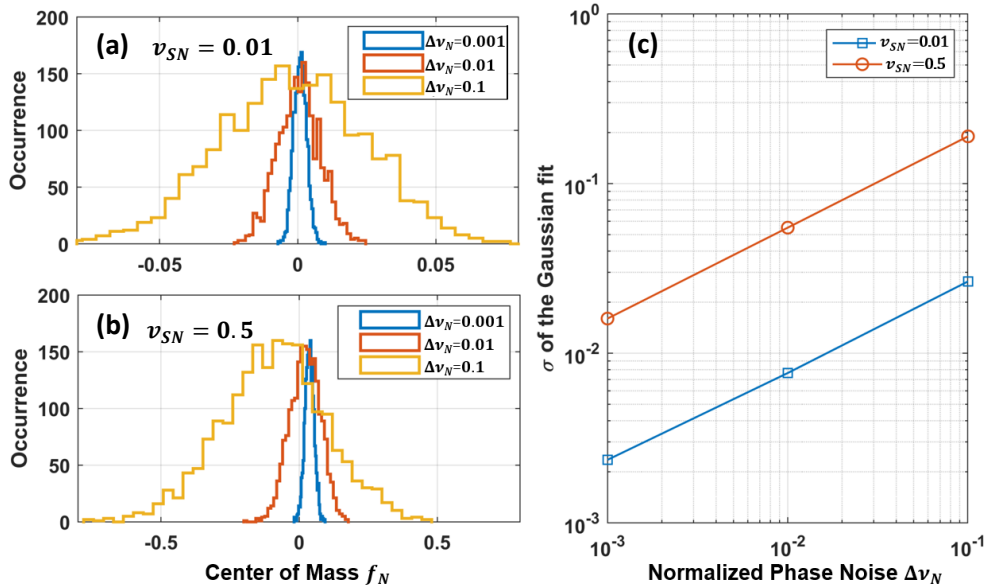 (a)
v_SN = 0.01
Δν_N=0.001
Δν_N=0.01
Δν_N=0.1
Occurrence
200
150
100
50
0
-0.05
0
0.05
(b)
v_SN = 0.5
Δν_N=0.001
Δν_N=0.01
Δν_N=0.1
Occurrence
200
150
100
50
0
-0.5
0
0.5
Center of Mass f_N
(c)
v_SN=0.01
v_SN=0.5
σ of the Gaussian fit
10^0
10^-1
10^-2
10^-3
10^-3
10^-2
10^-1
Normalized Phase Noise Δν_N